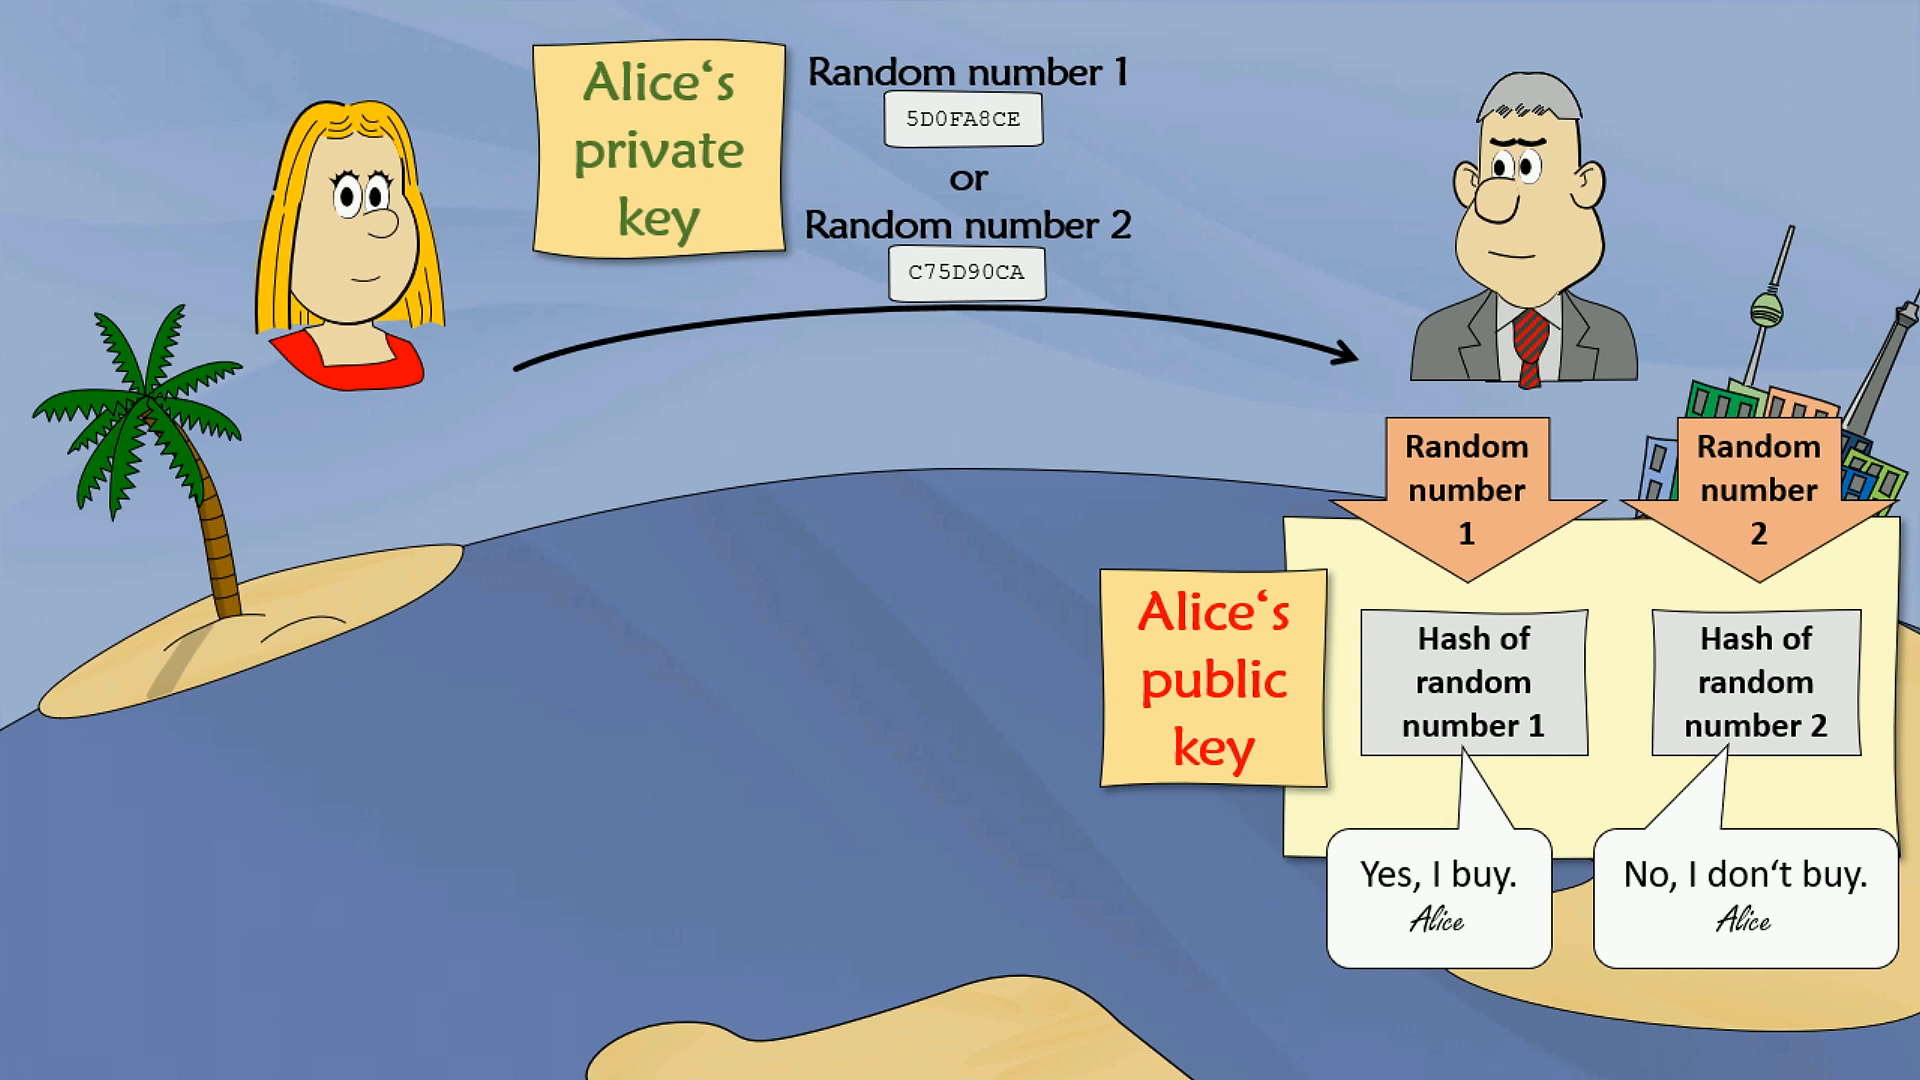 Alice‘s
private
key
Random number 1
5D0FA8CE
or
Random number 2
C75D90CA
Random
number
1
Random
number
2
Alice‘s
public
key
Hash of
random
number 1
Hash of
random
number 2
Yes, I buy.
Alice
No, I don‘t buy.
Alice